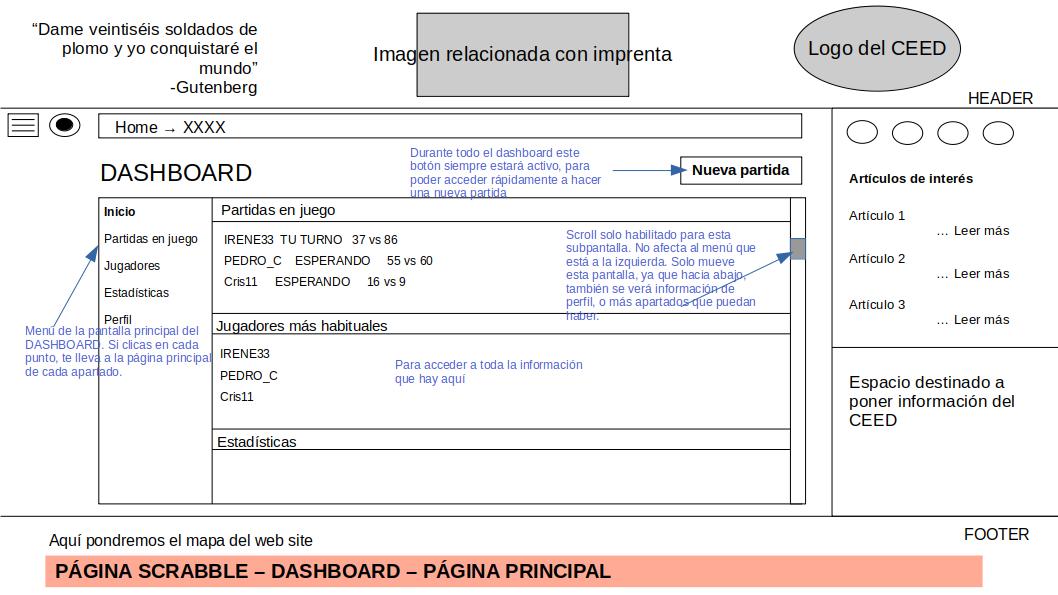 “Dame veintiséis soldados de
plomo y yo conquistaré el
mundo”
-Gutenberg
Imagen relacionada con imprenta
Logo del CEED
HEADER
Home → XXXX
DASHBOARD
Durante todo el dashboard este
botón siempre estará activo, para
poder acceder rápidamente a hacer
una nueva partida
Nueva partida
Inicio
Partidas en juego
Jugadores
Estadísticas
Perfil
Menú de la pantalla principal del
DASHBOARD. Si clicas en cada
punto, te lleva a la página principal
de cada apartado.
Partidas en juego
IRENE33 TU TURNO 37 vs 86
PEDRO_C ESPERANDO 55 vs 60
Cris11 ESPERANDO 16 vs 9
Scroll solo habilitado para esta
subpantalla. No afecta al menú que
está a la izquierda. Solo mueve
esta pantalla, ya que hacia abajo,
también se verá información de
perfil, o más apartados que puedan
haber.
Jugadores más habituales
IRENE33
PEDRO_C
Cris11
Para acceder a toda la información
que hay aquí
Estadísticas
Artículos de interés
Artículo 1
... Leer más
Artículo 2
... Leer más
Artículo 3
... Leer más
Espacio destinado a
poner información del
CEED
FOOTER
Aquí pondremos el mapa del web site
PÁGINA SCRABBLE – DASHBOARD – PÁGINA PRINCIPAL